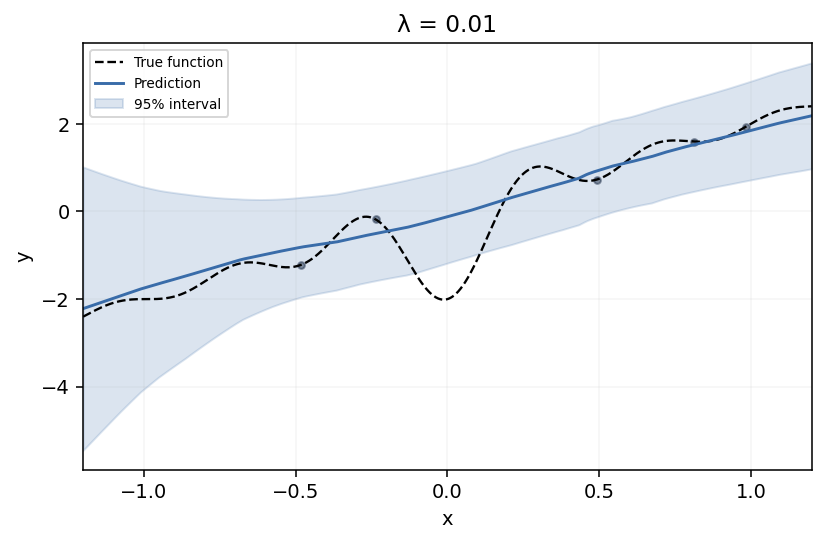 λ = 0.01
True function
Prediction
95% interval
y
2
0
−2
−4
−1.0
−0.5
0.0
0.5
1.0
x